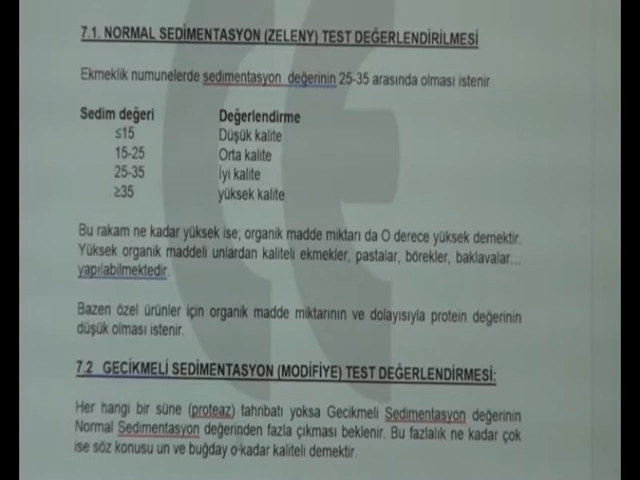 7.1. NORMAL SEDİMENTASYON (ZELENY) TEST DEĞERLENDİRİLMESİ
Ekmeklik numunelerde sedimentasyon değerinin 25-35 arasında olması istenir
Sedim değeri Değerlendirme
≤15 Düşük kalite
15-25 Orta kalite
25-35 İyi kalite
≥35 yüksek kalite
Bu rakam ne kadar yüksek ise; organik madde miktarı da O derece yüksek demektir.
Yüksek organik maddeli unlardan kaliteli ekmekler, pastalar, börekler, baklavalar...
yapılabilmektedir.
Bazen özel ürünler için organik madde miktarının ve dolayısıyla protein değerinin
düşük olması istenir.
7.2 GECİKMELİ SEDİMENTASYON (MODİFİYE) TEST DEĞERLENDİRMESİ:
Her hangi bir süne (proteaz) tahribatı yoksa Gecikmeli Sedimentasyon değerinin
Normal Sedimentasyon değerinden fazla çıkması beklenir. Bu fazlalık ne kadar çok
ise söz konusu un ve buğday o kadar kaliteli demektir.